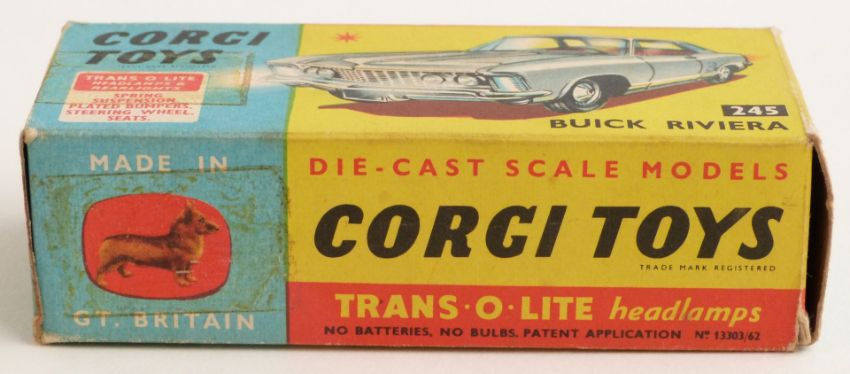 CORGI
TOYS
TRANS-O-LITE
HEADLAMPS &
REARLIGHTS
SPRING
SUSPENSION.
PLATED BUMPERS.
STEERING WHEEL.
SEATS.
245
BUICK RIVIERA
MADE IN
GT. BRITAIN
DIE-CAST SCALE MODELS
CORGI TOYS
TRADE MARK REGISTERED
TRANS·O·LITE headlamps
NO BATTERIES, NO BULBS. PATENT APPLICATION Nº 13303/62